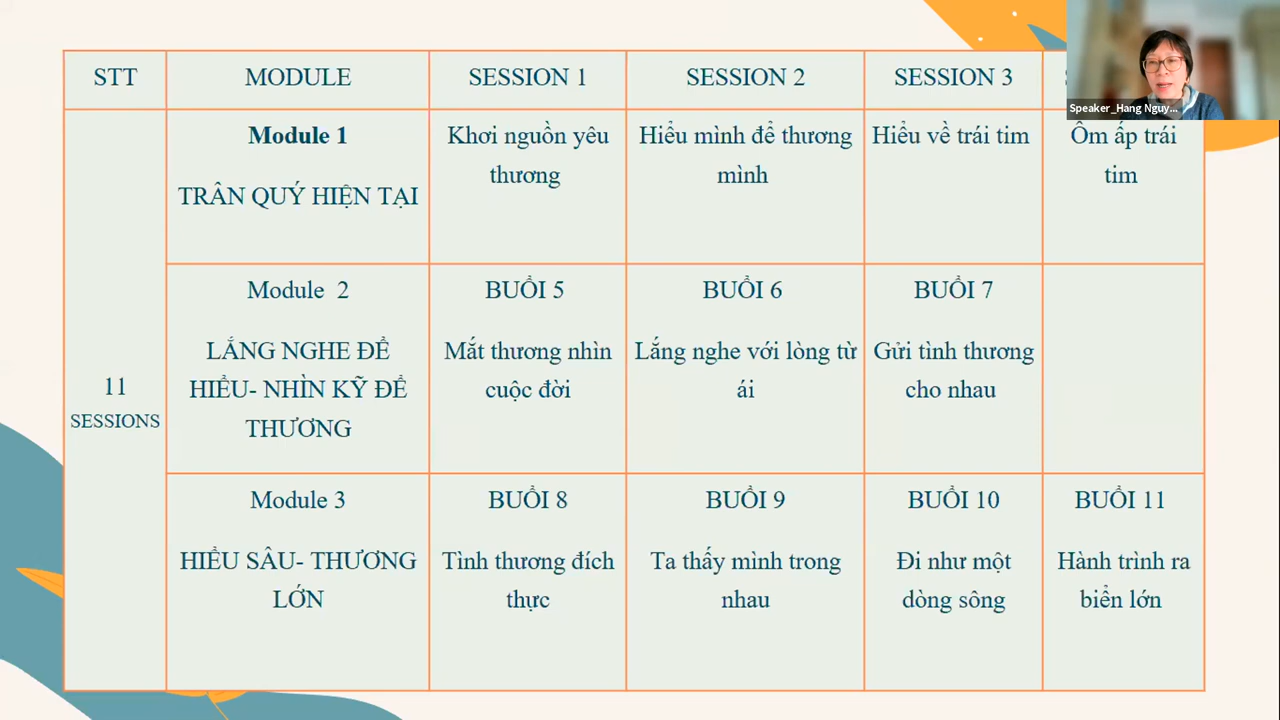 STT
MODULE
SESSION 1
SESSION 2
SESSION 3
Speaker_Hang Nguy...
11
SESSIONS
Module 1
TRÂN QUÝ HIỆN TẠI
Khơi nguồn yêu
thương
Hiểu mình để thương
mình
Hiểu về trái tim
Ôm ấp trái
tim
Module 2
LẮNG NGHE ĐỂ
HIỂU- NHÌN KỸ ĐỂ
THƯƠNG
BUỔI 5
Mắt thương nhìn
cuộc đời
BUỔI 6
Lắng nghe với lòng từ
ái
BUỔI 7
Gửi tình thương
cho nhau
Module 3
HIỂU SÂU- THƯƠNG
LỚN
BUỔI 8
Tình thương đích
thực
BUỔI 9
Ta thấy mình trong
nhau
BUỔI 10
Đi như một
dòng sông
BUỔI 11
Hành trình ra
biển lớn